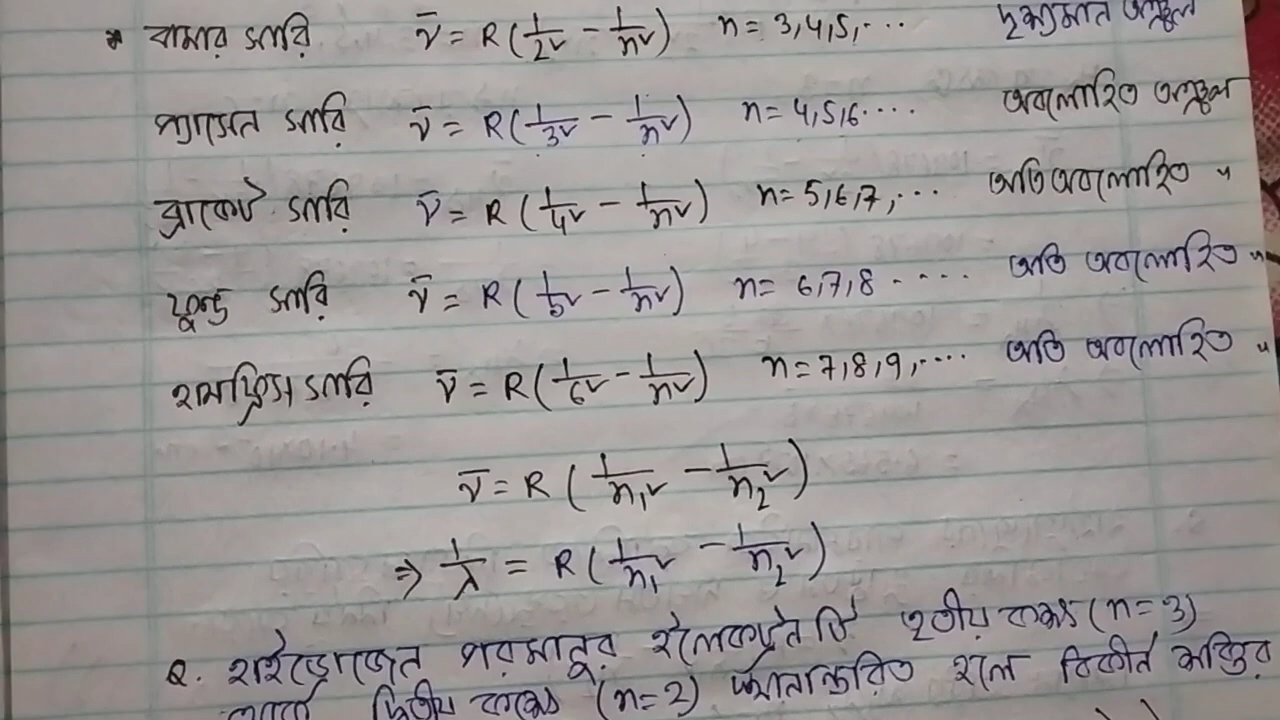 * বামার সারি ν̄ = R(1/2² − 1/n²) n = 3,4,5,... দৃশ্যমান অঞ্চল
প্যাসেন সারি ν̄ = R(1/3² − 1/n²) n = 4,5,6.... অবলোহিত অঞ্চল
ব্রাকেট সারি ν̄ = R(1/4² − 1/n²) n = 5,6,7,... অতি অবলোহিত "
ফুন্ড সারি ν̄ = R(1/5² − 1/n²) n = 6,7,8 .... অতি অবলোহিত "
হামফ্রিস সারি ν̄ = R(1/6² − 1/n²) n = 7,8,9,.... অতি অবলোহিত "
ν̄ = R(1/n₁² − 1/n₂²)
⇒ 1/λ = R(1/n₁² − 1/n₂²)
Q. হাইড্রোজেন পরমানুর ইলেকট্রন টি তৃতীয় কক্ষ (n=3)
থেকে দ্বিতীয় কক্ষে (n=2) স্থানান্তরিত হলে বিকীর্ণ শক্তির